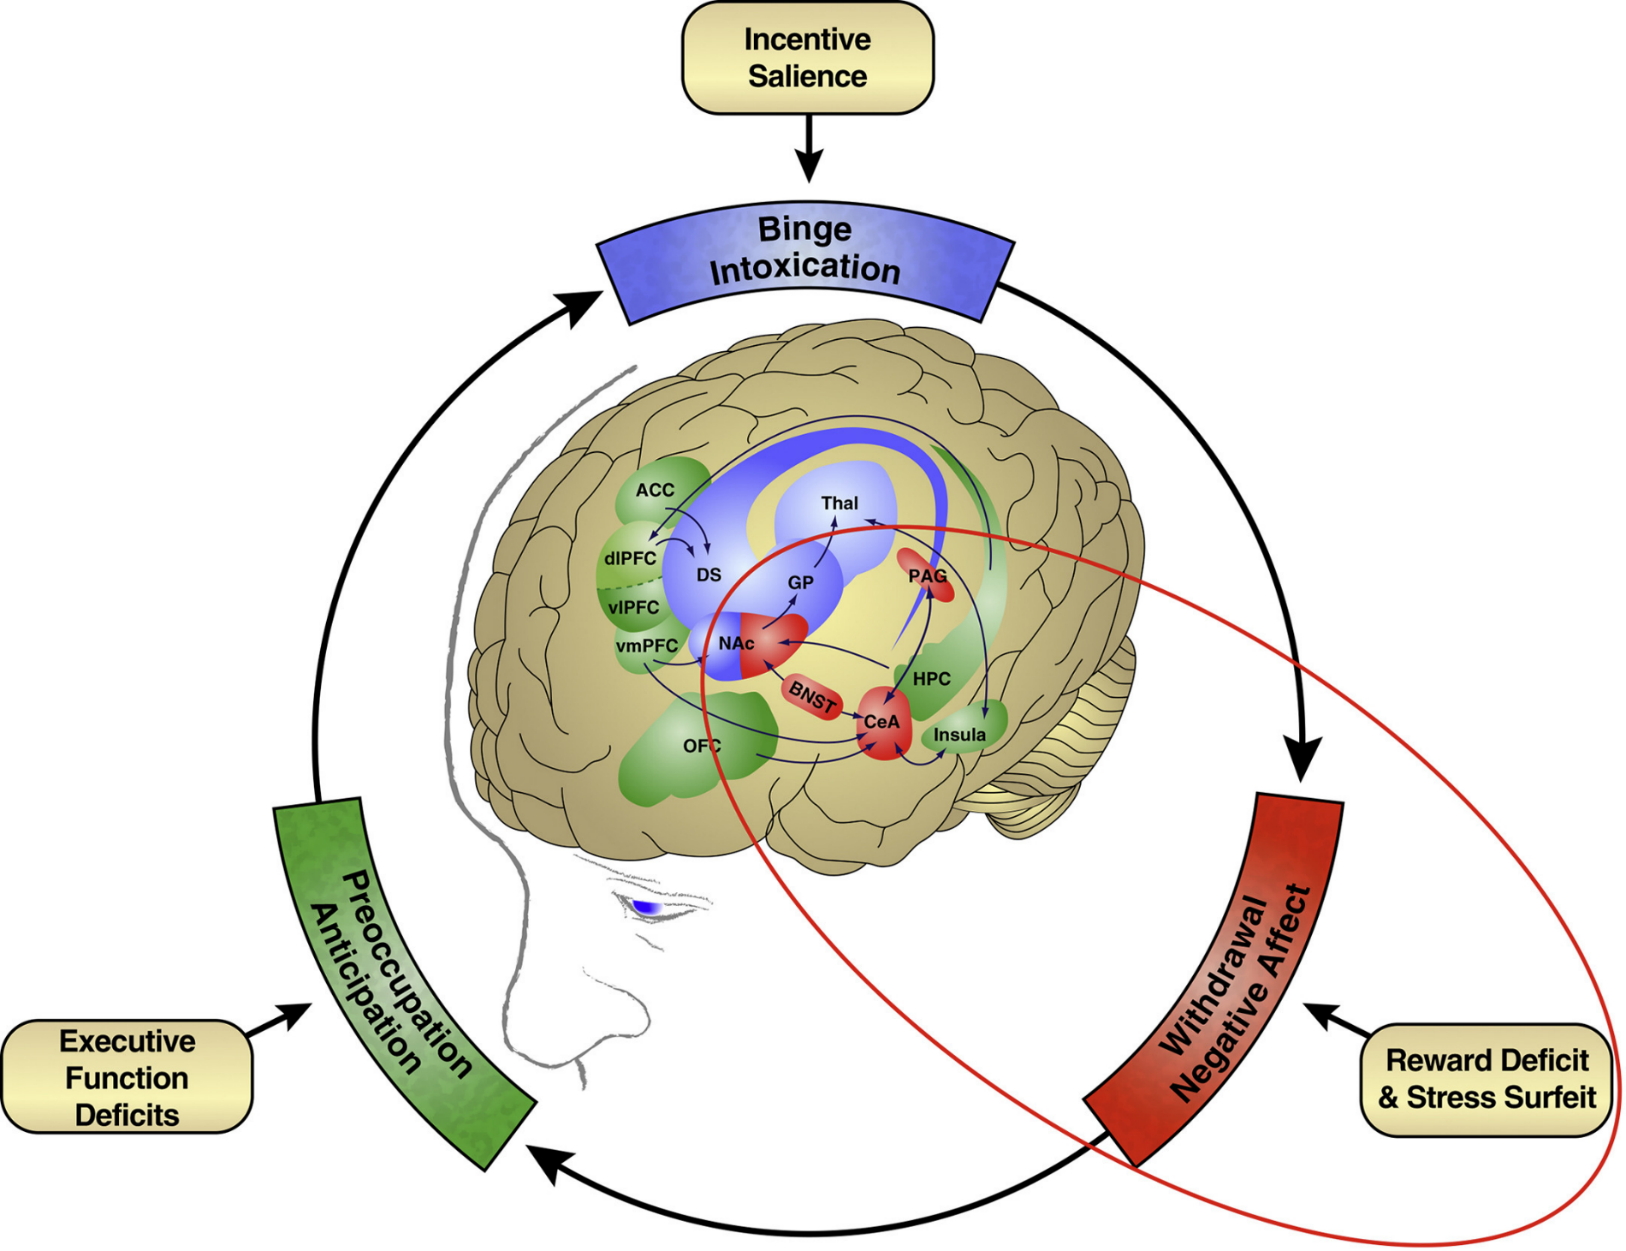 Incentive
Salience
Binge
Intoxication
ACC
Thal
dlPFC
DS
GP
PAG
vlPFC
vmPFC
NAc
HPC
BNST
CeA
Insula
OFC
Preoccupation
Anticipation
Withdrawal
Negative Affect
Executive
Function
Deficits
Reward Deficit
& Stress Surfeit